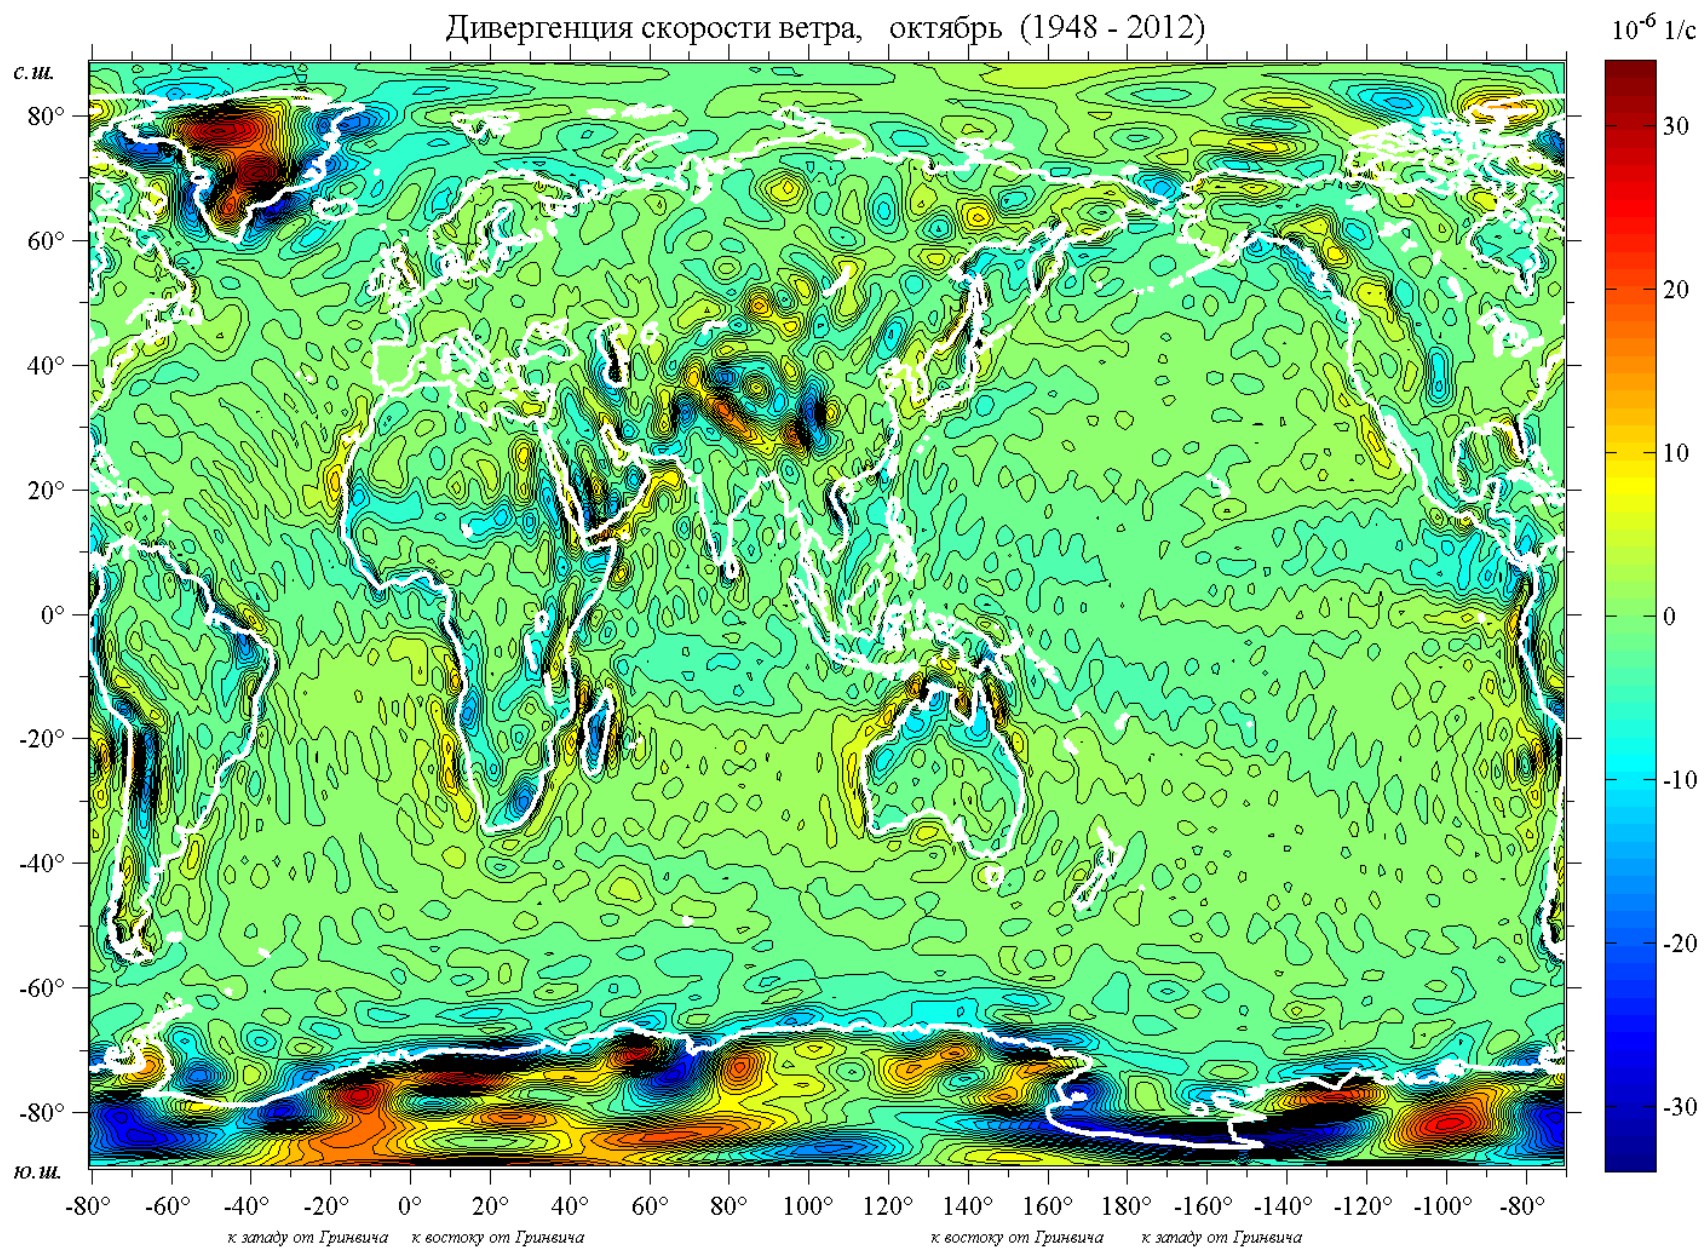 Дивергенция скорости ветра, октябрь (1948 - 2012)
10⁻⁶ 1/с
с.ш.
80°
60°
40°
20°
0°
-20°
-40°
-60°
-80°
ю.ш.
30
20
10
0
-10
-20
-30
-80° -60° -40° -20° 0° 20° 40° 60° 80° 100° 120° 140° 160° 180° -160° -140° -120° -100° -80°
к западу от Гринвича к востоку от Гринвича к востоку от Гринвича к западу от Гринвича